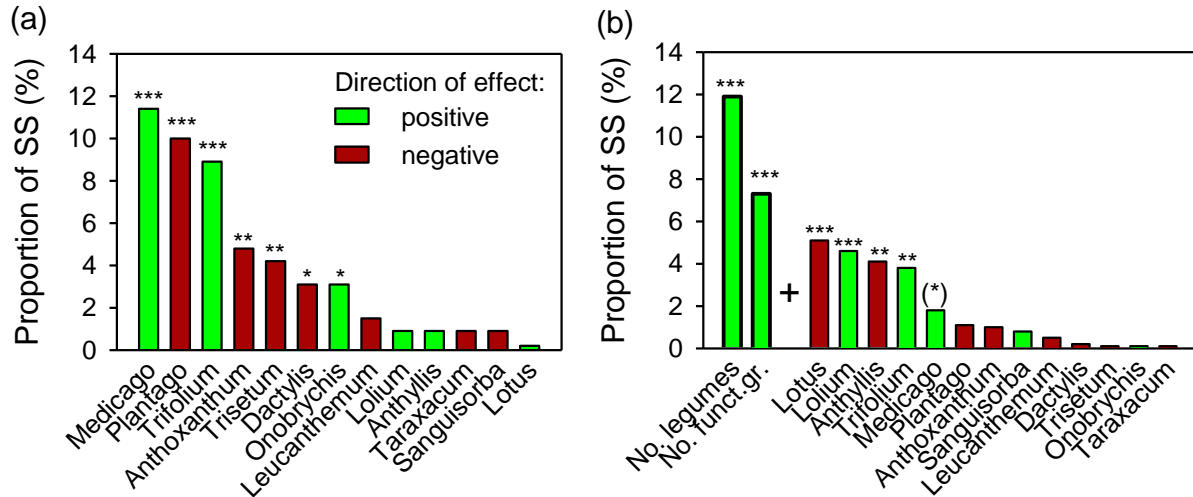 (a)
Proportion of SS (%)
14
12
10
8
6
4
2
0
Direction of effect:
positive
negative
***
***
***
**
**
*
*
Medicago
Plantago
Trifolium
Anthoxanthum
Trisetum
Dactylis
Onobrychis
Leucanthemum
Lolium
Anthyllis
Taraxacum
Sanguisorba
Lotus
(b)
Proportion of SS (%)
14
12
10
8
6
4
2
0
***
***
+
***
***
**
**
(*)
No. legumes
No. funct.gr.
Lotus
Lolium
Anthyllis
Trifolium
Medicago
Plantago
Anthoxanthum
Sanguisorba
Leucanthemum
Dactylis
Trisetum
Onobrychis
Taraxacum